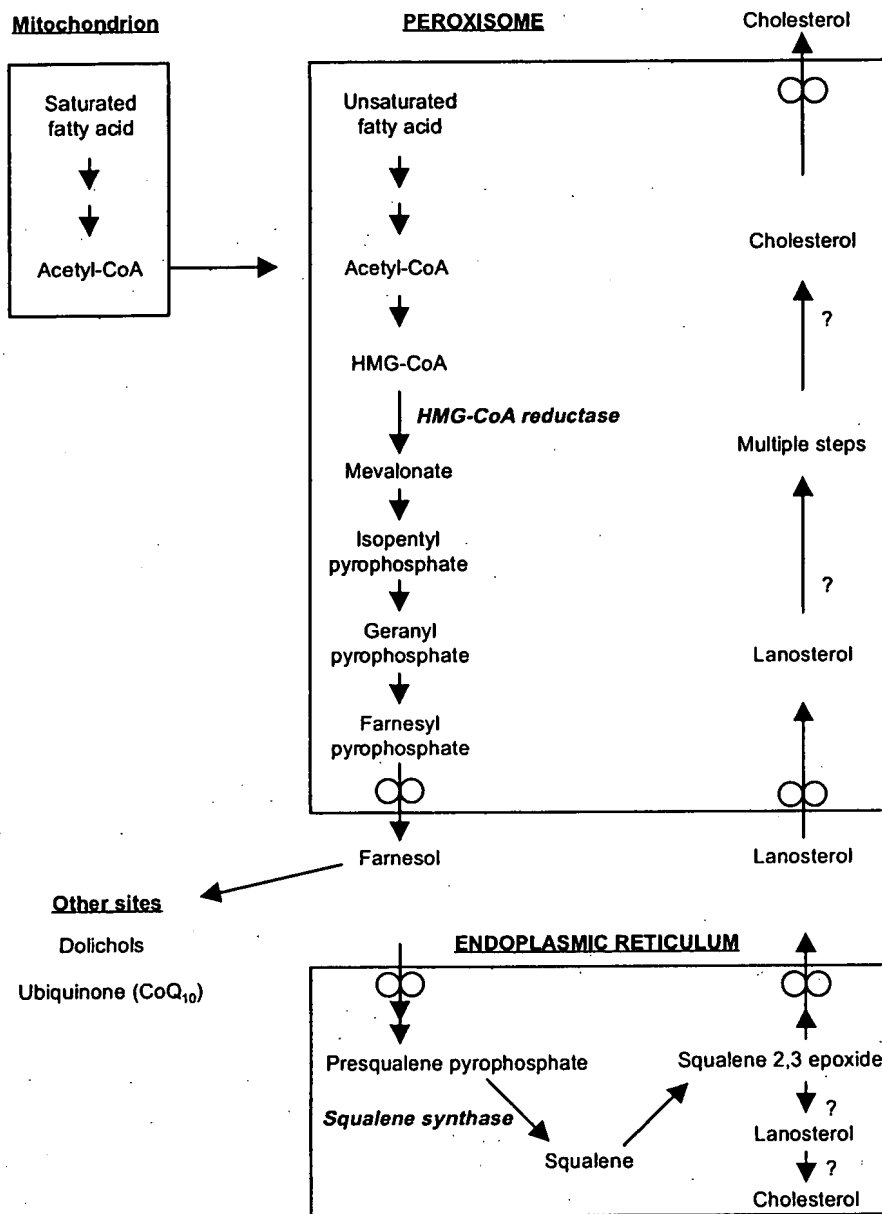 Mitochondrion
Saturated
fatty acid
Acetyl-CoA
PEROXISOME
Unsaturated
fatty acid
Acetyl-CoA
HMG-CoA
HMG-CoA reductase
Mevalonate
Isopentyl
pyrophosphate
Geranyl
pyrophosphate
Farnesyl
pyrophosphate
Farnesol
Cholesterol
Cholesterol
?
Multiple steps
?
Lanosterol
Lanosterol
Other sites
Dolichols
Ubiquinone (CoQ10)
ENDOPLASMIC RETICULUM
Presqualene pyrophosphate
Squalene synthase
Squalene
Squalene 2,3 epoxide
?
Lanosterol
?
Cholesterol